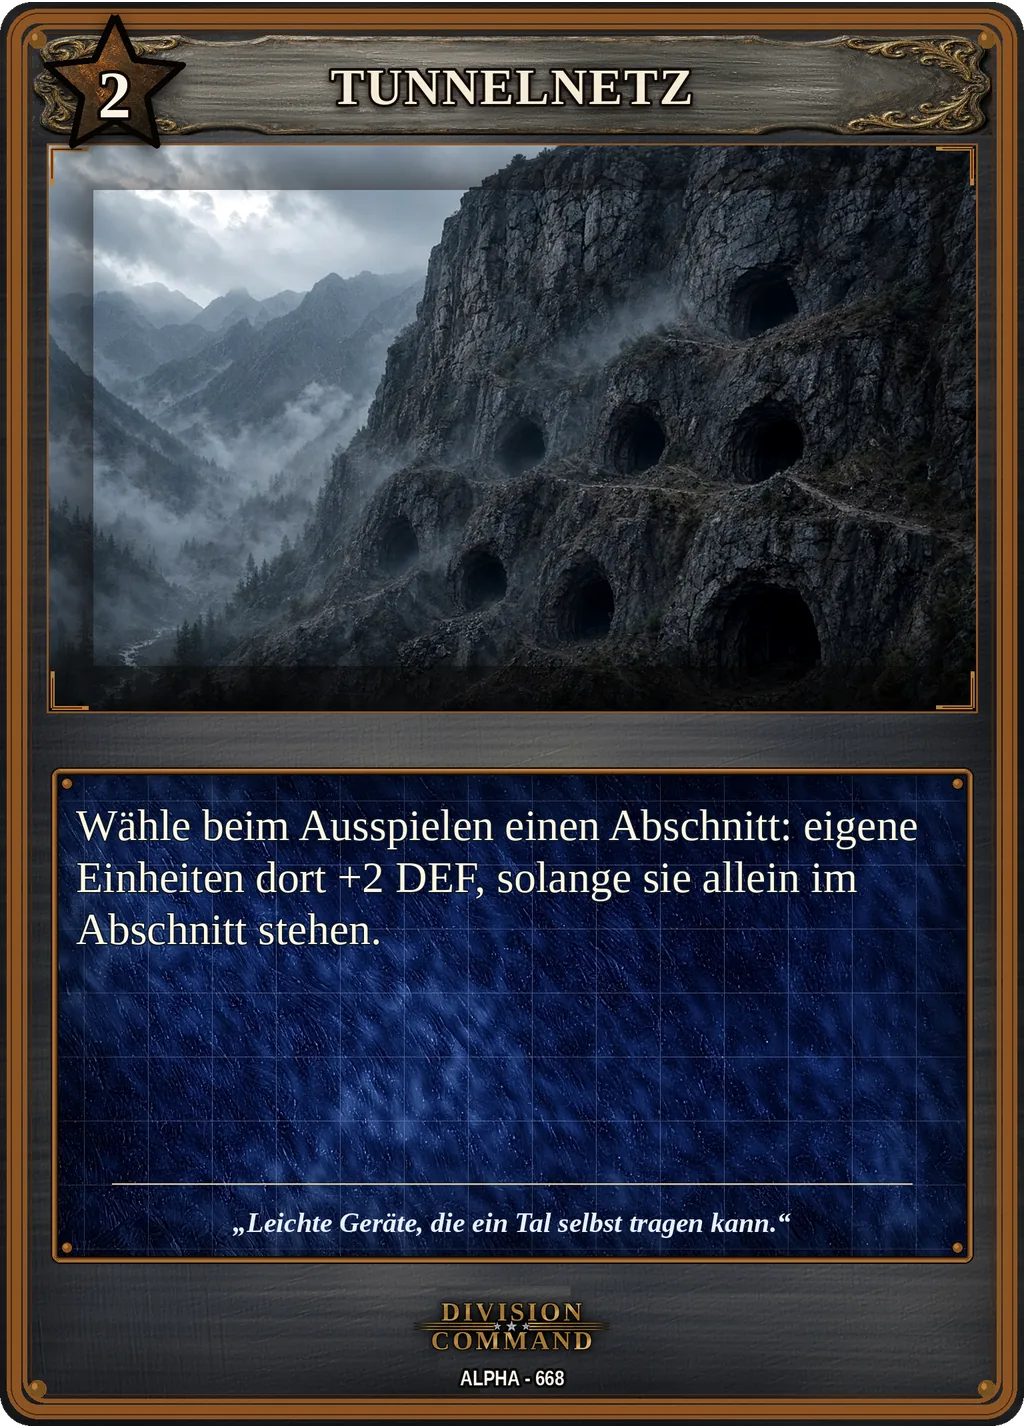 2
TUNNELNETZ
Wähle beim Ausspielen einen Abschnitt: eigene
Einheiten dort +2 DEF, solange sie allein im
Abschnitt stehen.
„Leichte Geräte, die ein Tal selbst tragen kann.“
DIVISION
COMMAND
ALPHA - 668